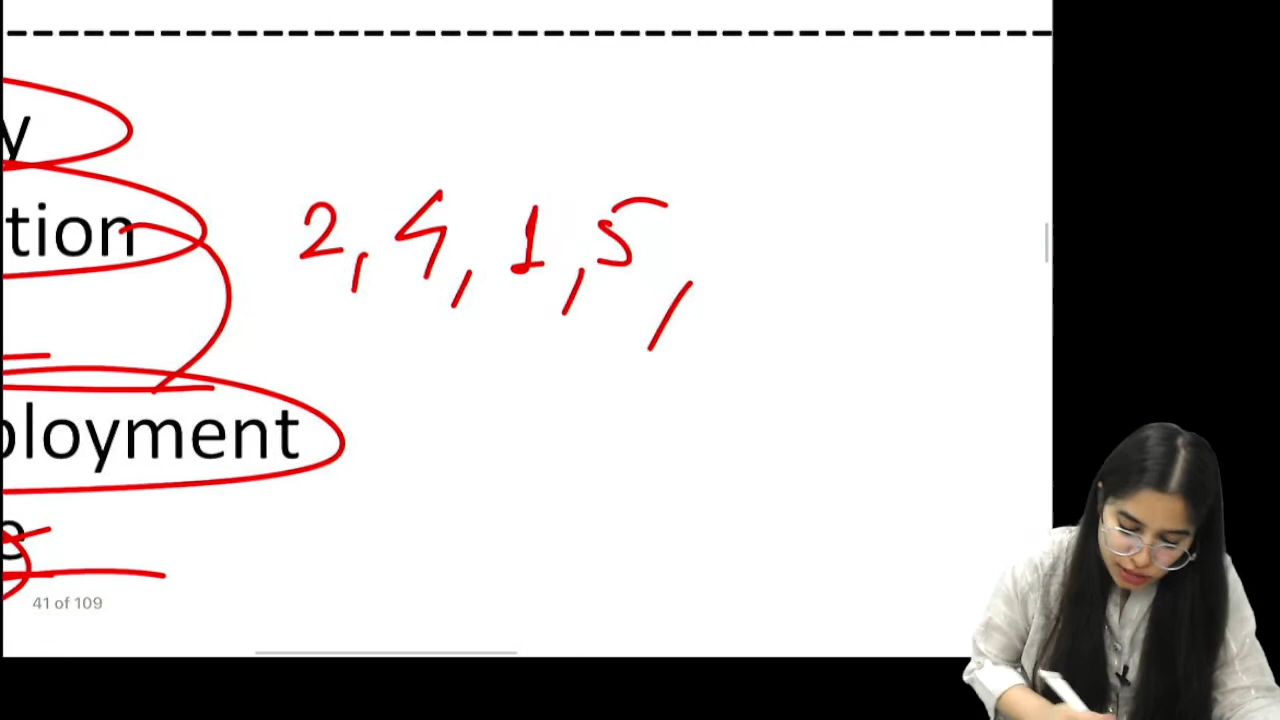 y
tion
2, 4, 1, 5,
ployment
e
41 of 109